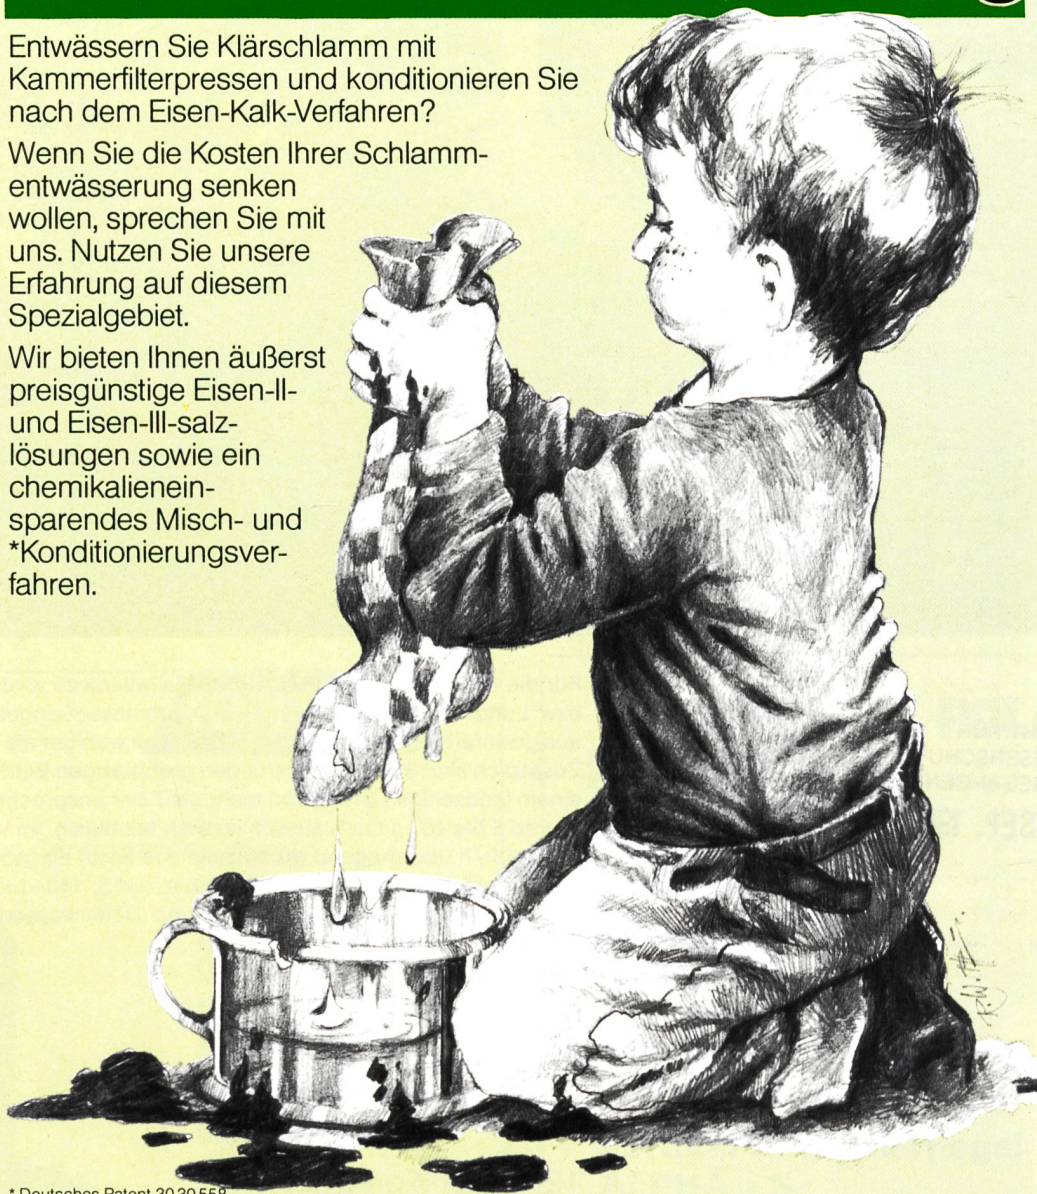 Entwässern Sie Klärschlamm mit
Kammerfilterpressen und konditionieren Sie
nach dem Eisen-Kalk-Verfahren?
Wenn Sie die Kosten Ihrer Schlamm-
entwässerung senken
wollen, sprechen Sie mit
uns. Nutzen Sie unsere
Erfahrung auf diesem
Spezialgebiet.
Wir bieten Ihnen äußerst
preisgünstige Eisen-II-
und Eisen-III-salz-
lösungen sowie ein
chemikalienein-
sparendes Misch- und
*Konditionierungsver-
fahren.
* Deutsches Patent 30 30 558